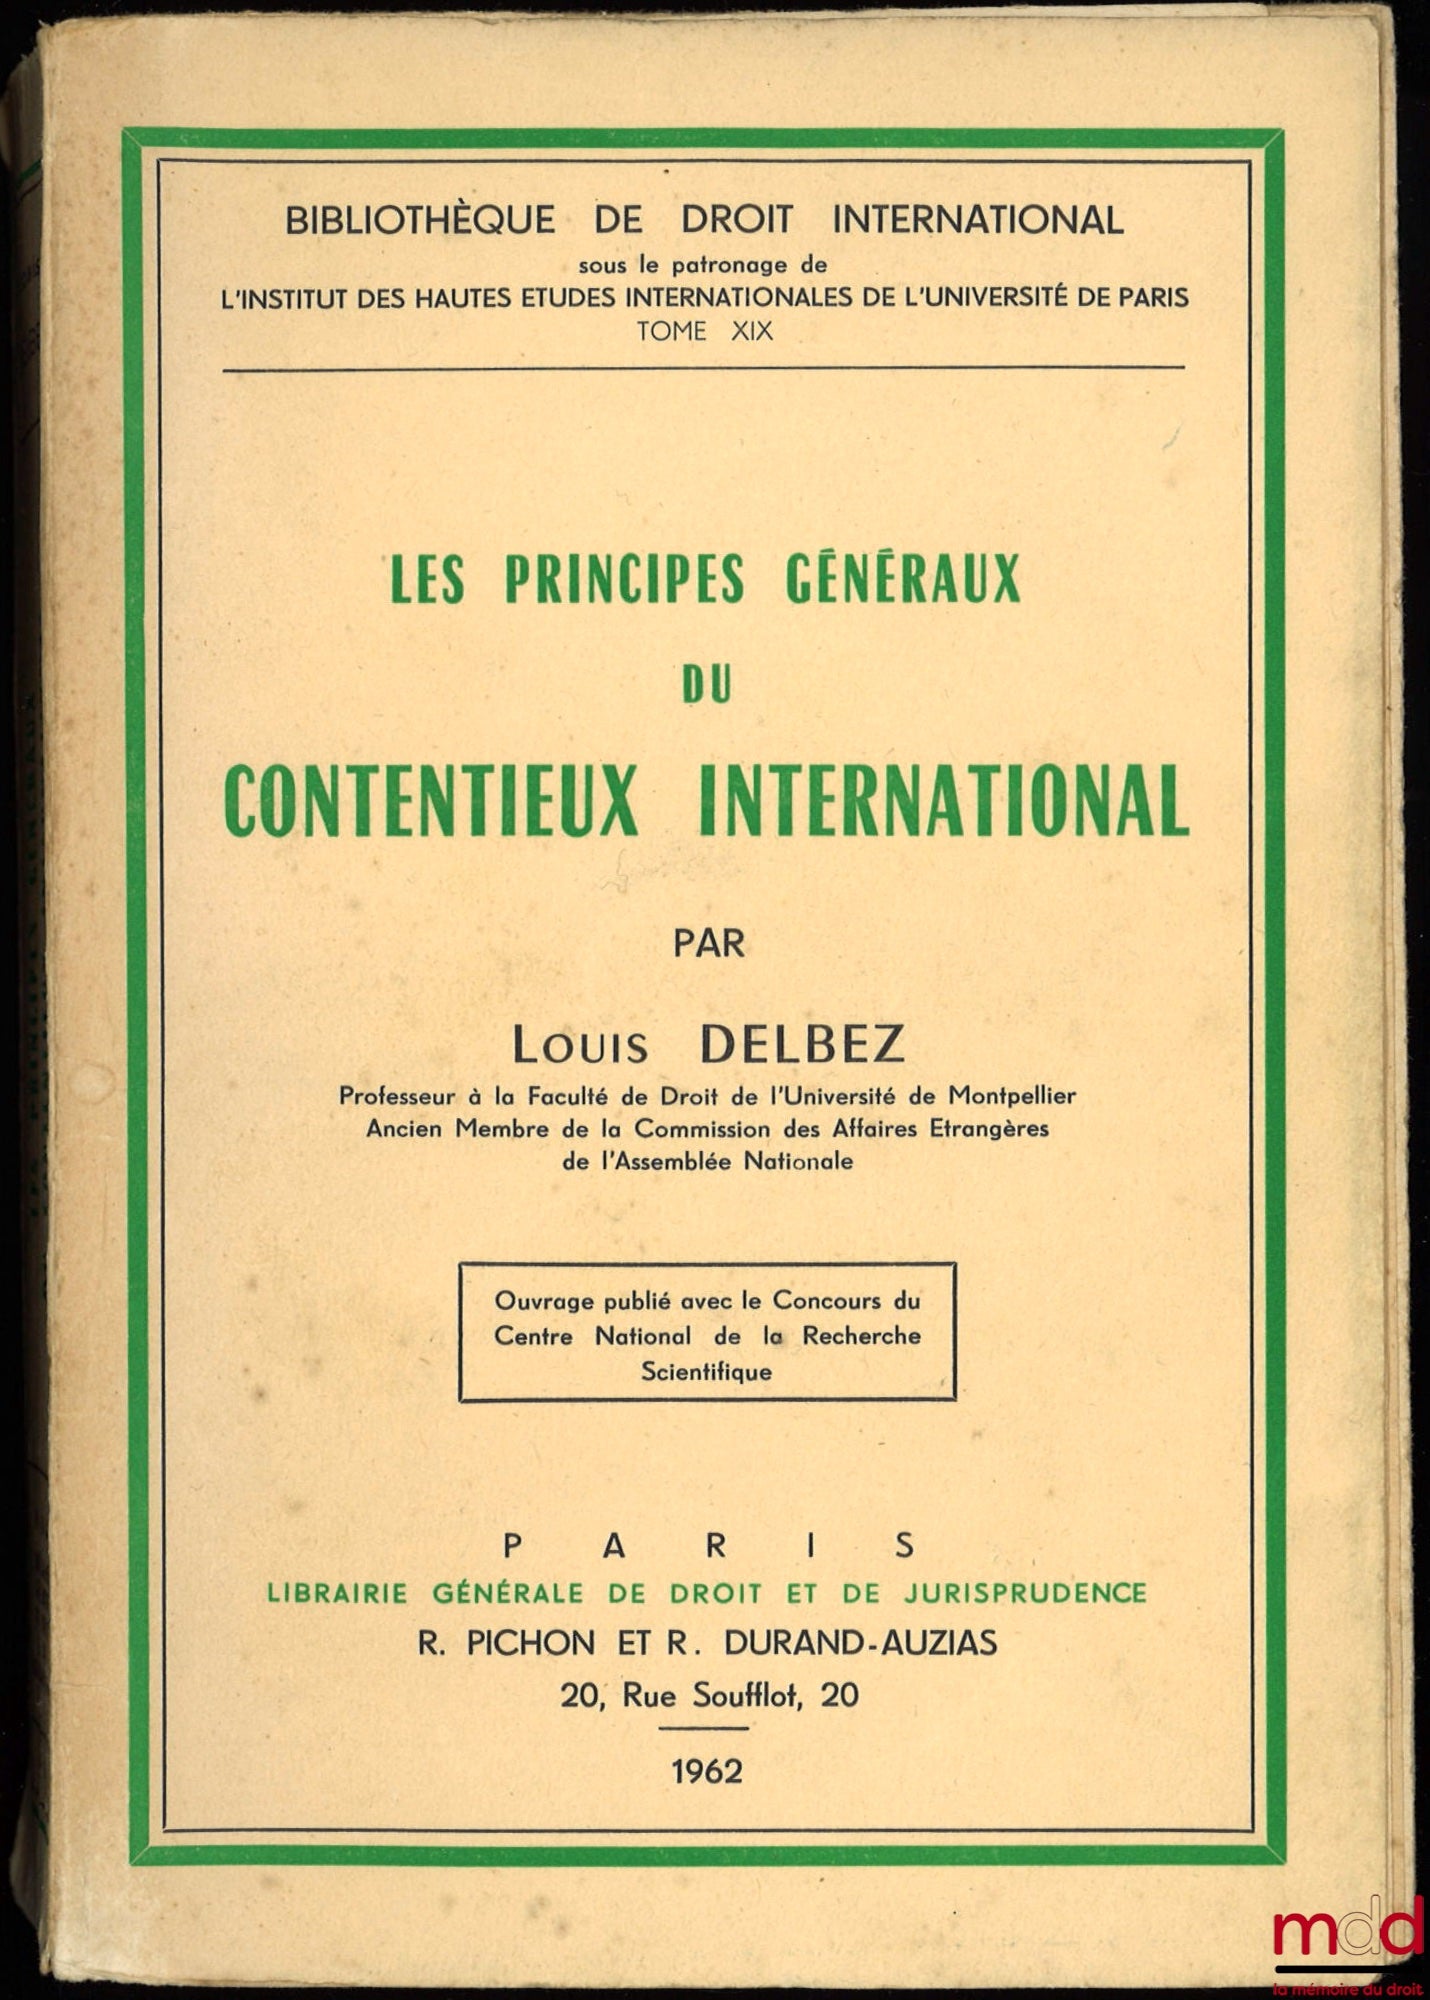 BIBLIOTHÈQUE DE DROIT INTERNATIONAL
sous le patronage de
L'INSTITUT DES HAUTES ETUDES INTERNATIONALES DE L'UNIVERSITÉ DE PARIS
TOME XIX
LES PRINCIPES GÉNÉRAUX
DU
CONTENTIEUX INTERNATIONAL
PAR
LOUIS DELBEZ
Professeur à la Faculté de Droit de l'Université de Montpellier
Ancien Membre de la Commission des Affaires Etrangères
de l'Assemblée Nationale
Ouvrage publié avec le Concours du
Centre National de la Recherche
Scientifique
PARIS
LIBRAIRIE GÉNÉRALE DE DROIT ET DE JURISPRUDENCE
R. PICHON ET R. DURAND-AUZIAS
20, Rue Soufflot, 20
1962
mdd
la mémoire du droit